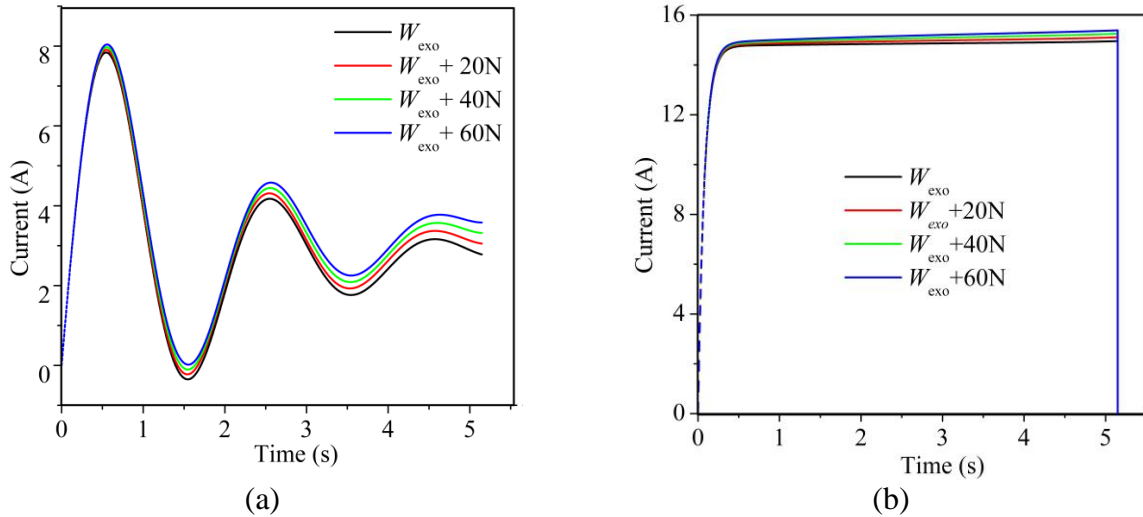 8
6
4
2
0
Current (A)
W exo
W exo + 20N
W exo + 40N
W exo + 60N
0 1 2 3 4 5
Time (s)
(a)
16
12
8
4
0
Current (A)
W exo
W exo +20N
W exo +40N
W exo +60N
0 1 2 3 4 5
Time (s)
(b)